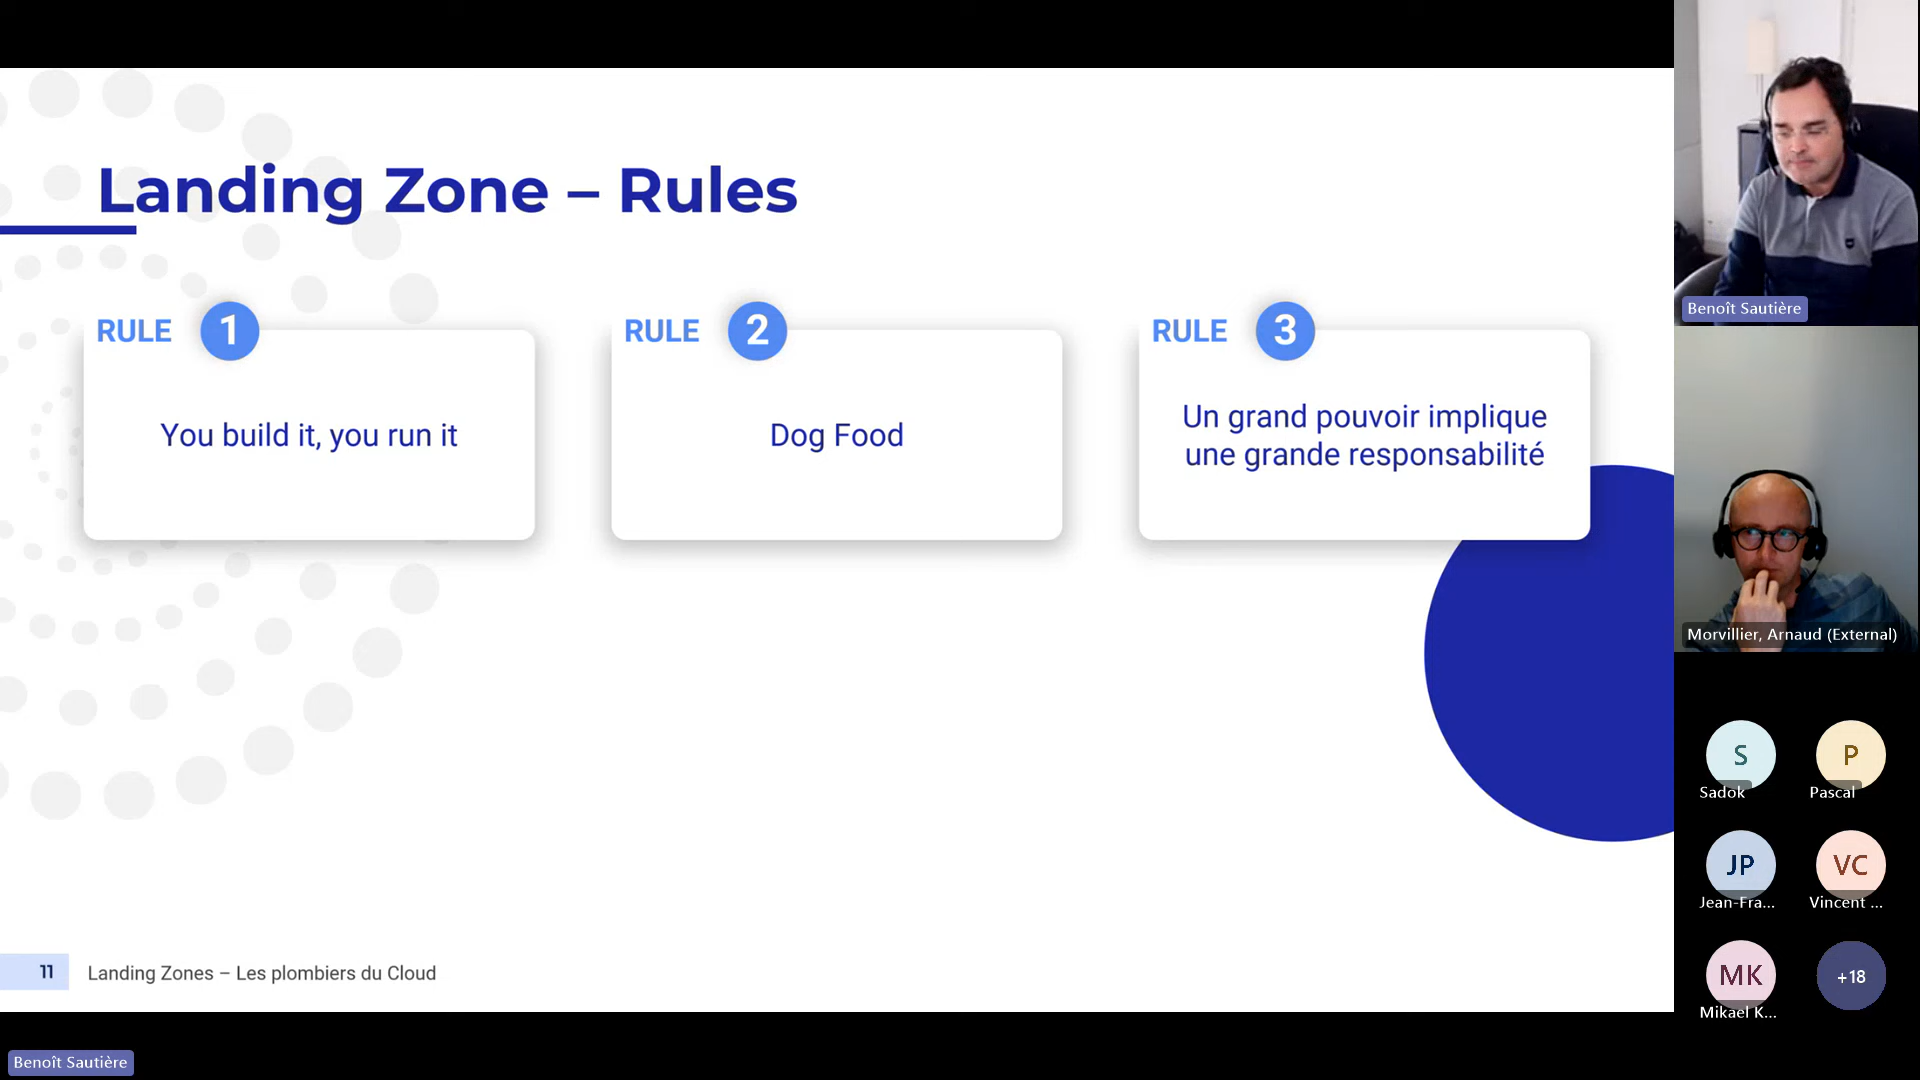 Landing Zone – Rules
RULE 1
You build it, you run it
RULE 2
Dog Food
RULE 3
Un grand pouvoir implique
une grande responsabilité
11
Landing Zones – Les plombiers du Cloud
Benoît Sautière
Benoît Sautière
Morvillier, Arnaud (External)
S
Sadok
P
Pascal
JP
Jean-Fra...
VC
Vincent ...
MK
Mikael K...
+18